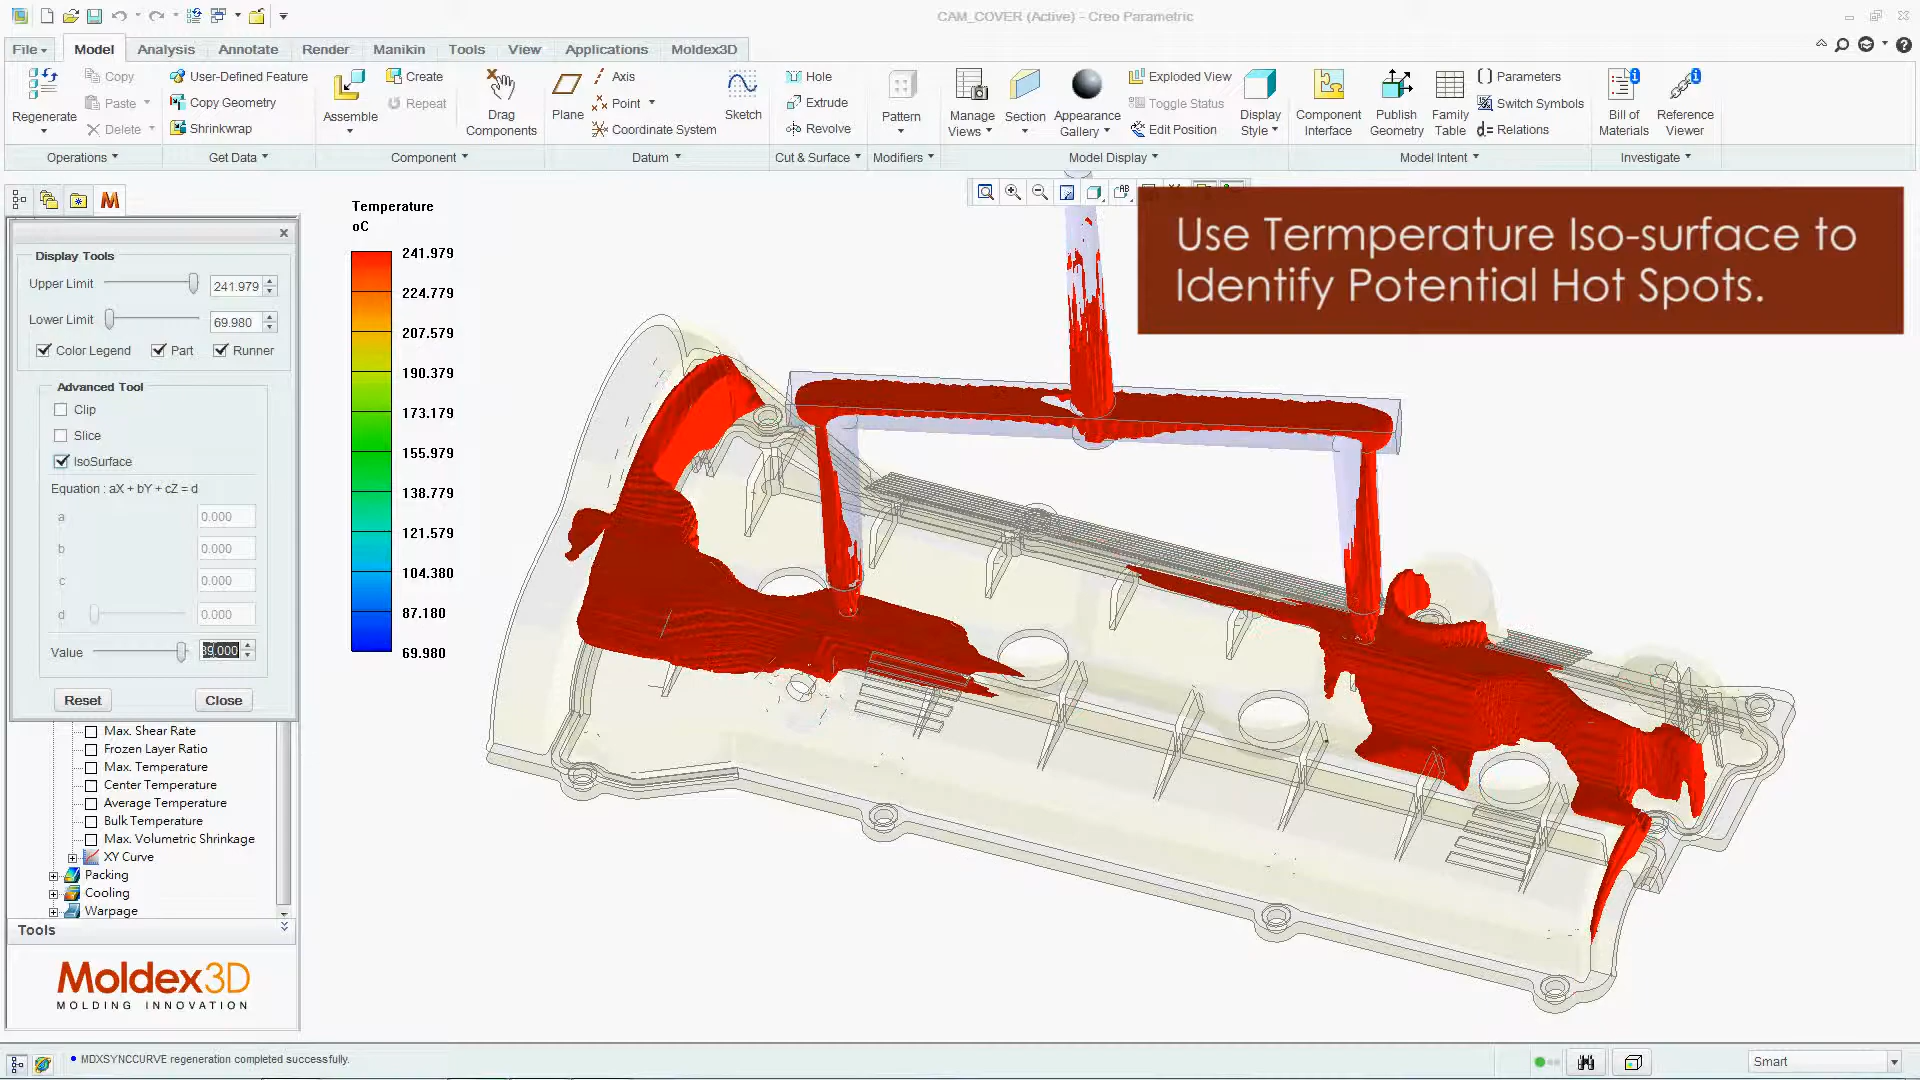 CAM_COVER (Active) - Creo Parametric
File
Model
Analysis
Annotate
Render
Manikin
Tools
View
Applications
Moldex3D
Regenerate
Copy
Paste
Delete
User-Defined Feature
Copy Geometry
Shrinkwrap
Assemble
Create
Repeat
Drag
Components
Plane
Axis
Point
Coordinate System
Sketch
Hole
Extrude
Revolve
Pattern
Manage
Views
Section
Appearance
Gallery
Exploded View
Toggle Status
Edit Position
Display
Style
Component
Interface
Publish
Geometry
Family
Table
Parameters
Switch Symbols
d= Relations
Bill of
Materials
Reference
Viewer
Operations
Get Data
Component
Datum
Cut & Surface
Modifiers
Model Display
Model Intent
Investigate
Use Termperature Iso-surface to
Identify Potential Hot Spots.
Temperature
oC
241.979
224.779
207.579
190.379
173.179
155.979
138.779
121.579
104.380
87.180
69.980
Display Tools
Upper Limit 241.979
Lower Limit 69.980
Color Legend Part Runner
Advanced Tool
Clip
Slice
IsoSurface
Equation : aX + bY + cZ = d
a 0.000
b 0.000
c 0.000
d 0.000
Value
Reset Close
Max. Shear Rate
Frozen Layer Ratio
Max. Temperature
Center Temperature
Average Temperature
Bulk Temperature
Max. Volumetric Shrinkage
XY Curve
Packing
Cooling
Warpage
Tools
Moldex3D
MOLDING INNOVATION
MDXSYNCCURVE regeneration completed successfully.
Smart